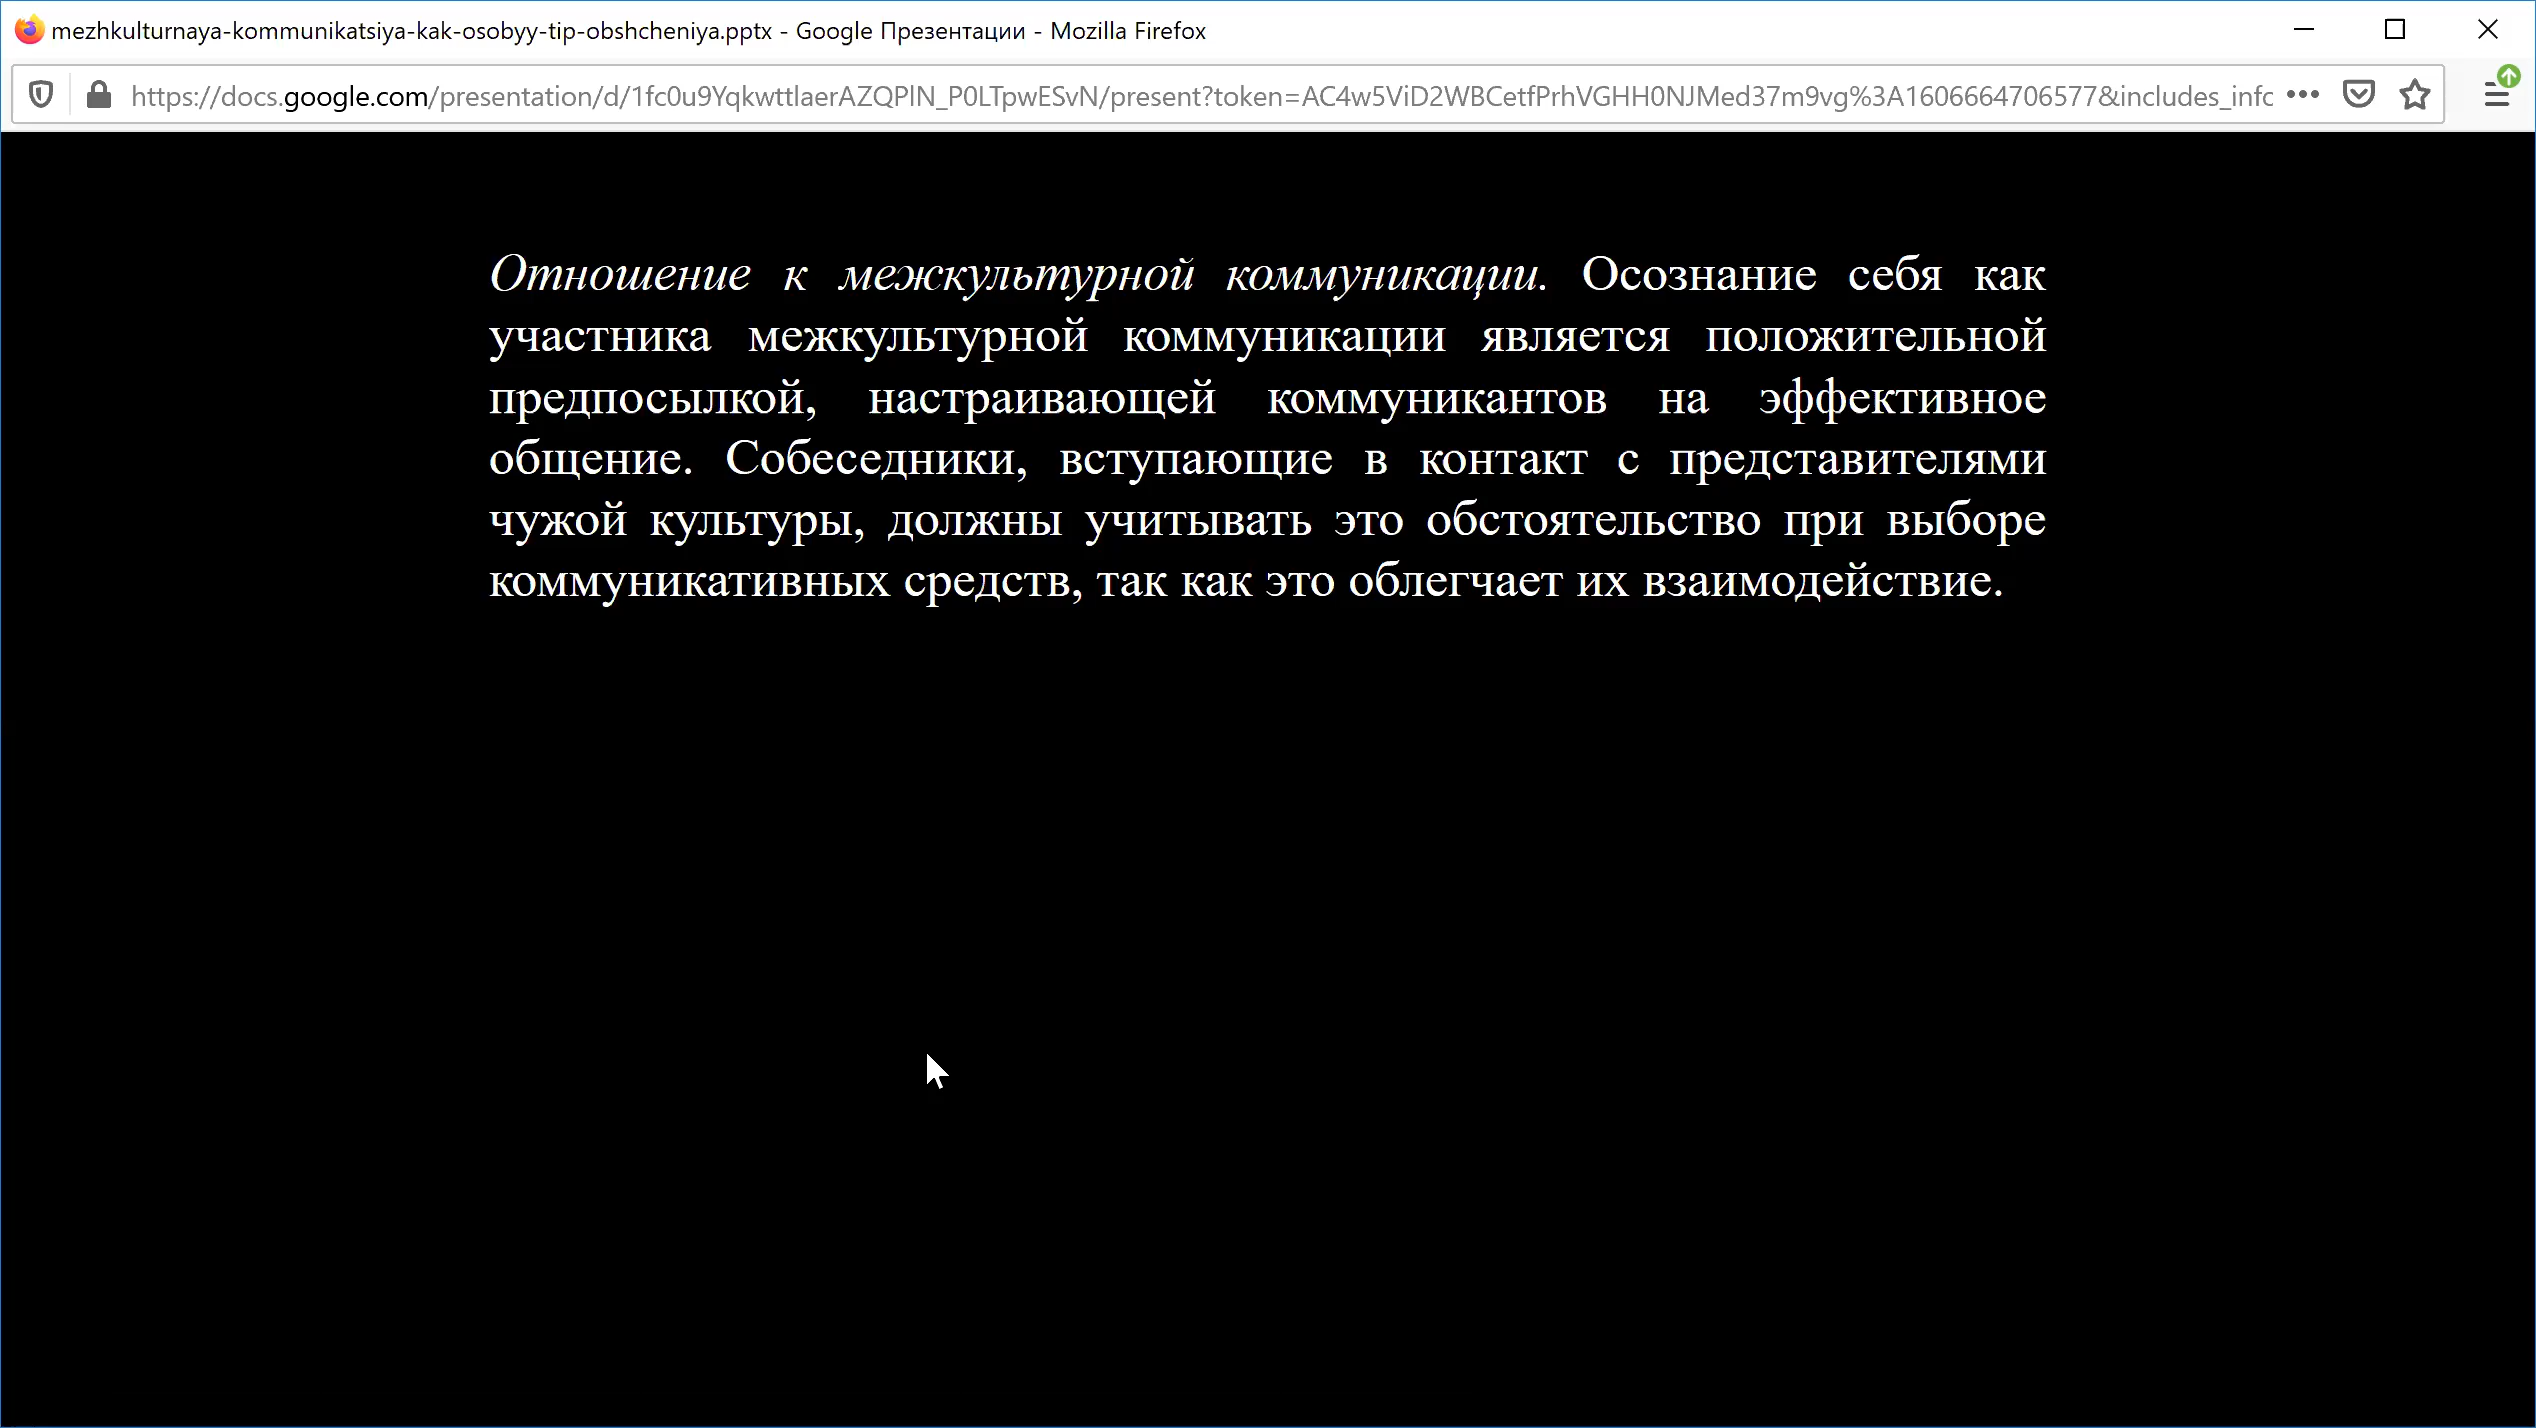 mezhkulturnaya-kommunikatsiya-kak-osobyy-tip-obshcheniya.pptx - Google Презентации - Mozilla Firefox
https://docs.google.com/presentation/d/1fc0u9YqkwttlaerAZQPlN_P0LTpwESvN/present?token=AC4w5ViD2WBCetfPrhVGHH0NJMed37m9vg%3A1606664706577&includes_info
Отношение к межкультурной коммуникации. Осознание себя как
участника межкультурной коммуникации является положительной
предпосылкой, настраивающей коммуникантов на эффективное
общение. Собеседники, вступающие в контакт с представителями
чужой культуры, должны учитывать это обстоятельство при выборе
коммуникативных средств, так как это облегчает их взаимодействие.